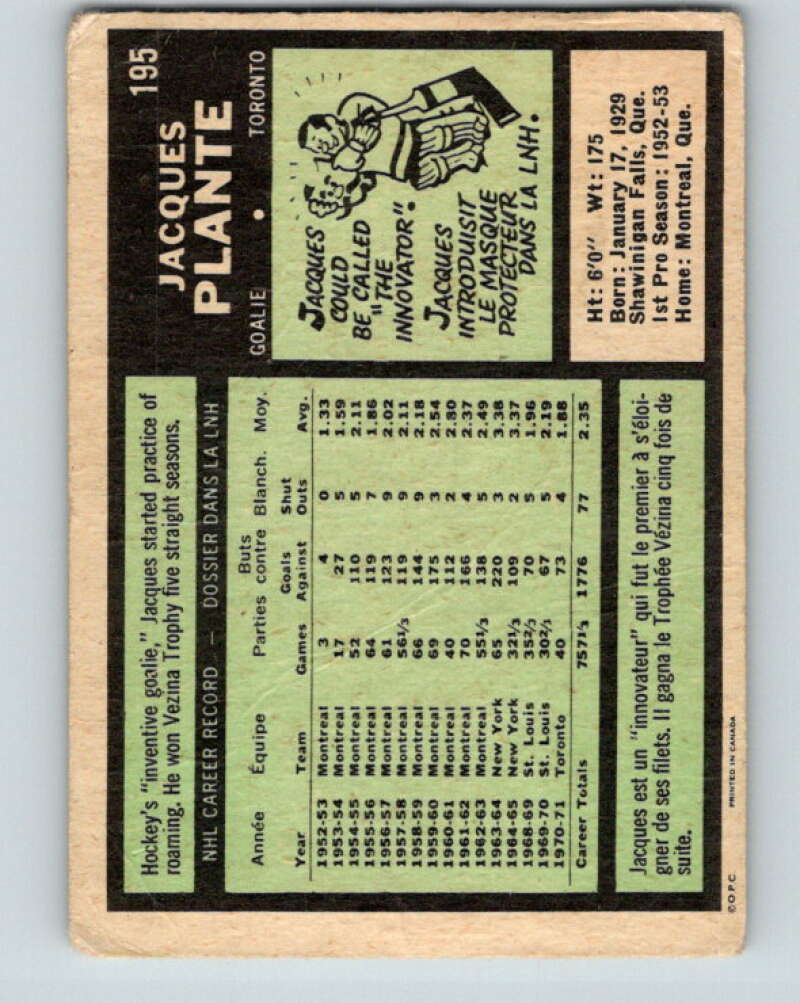 JACQUES 195
PLANTE
GOALIE • TORONTO
Hockey's "inventive goalie," Jacques started practice of
roaming. He won Vezina Trophy five straight seasons.
NHL CAREER RECORD — DOSSIER DANS LA LNH
Année Équipe Parties Buts contre Blanch. Moy.
Year Team Games Goals Against Shut Outs Avg.
1952-53 Montreal 3 4 0 1.33
1953-54 Montreal 17 27 5 1.59
1954-55 Montreal 52 110 5 2.11
1955-56 Montreal 64 119 7 1.86
1956-57 Montreal 61 123 9 2.02
1957-58 Montreal 56⅓ 119 9 2.11
1958-59 Montreal 66 144 9 2.18
1959-60 Montreal 69 175 3 2.54
1960-61 Montreal 40 112 2 2.80
1961-62 Montreal 70 166 4 2.37
1962-63 Montreal 55⅓ 138 5 2.49
1963-64 New York 65 220 3 3.38
1964-65 New York 32⅓ 109 2 3.37
1968-69 St. Louis 35⅔ 70 5 1.96
1969-70 St. Louis 30⅔ 67 5 2.19
1970-71 Toronto 40 73 4 1.88
Career Totals 757⅓ 1776 77 2.35
Jacques est un "innovateur" qui fut le premier à s'éloi-
gner de ses filets. Il gagna le Trophée Vézina cinq fois de
suite.
JACQUES
COULD
BE CALLED
"THE
INNOVATOR".
JACQUES
INTRODUISIT
LE MASQUE
PROTECTEUR
DANS LA LNH.
Ht: 6'0" Wt: 175
Born: January 17, 1929
Shawinigan Falls, Que.
1st Pro Season: 1952-53
Home: Montreal, Que.
©O.P.C. PRINTED IN CANADA